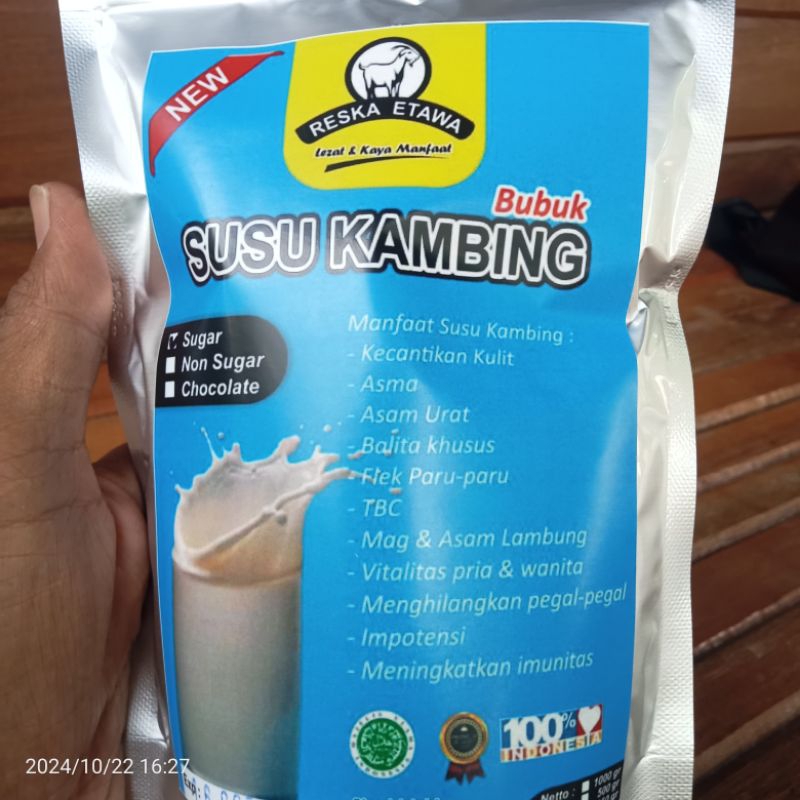 NEW
RESKA ETAWA
Lezat & Kaya Manfaat
Bubuk
SUSU KAMBING
Sugar
Non Sugar
Chocolate
Manfaat Susu Kambing :
- Kecantikan Kulit
- Asma
- Asam Urat
- Balita khusus
- Flek Paru-paru
- TBC
- Mag & Asam Lambung
- Vitalitas pria & wanita
- Menghilangkan pegal-pegal
- Impotensi
- Meningkatkan imunitas
100%
INDONESIA
2024/10/22 16:27
Exp:
Netto :
1000 gr
500 gr